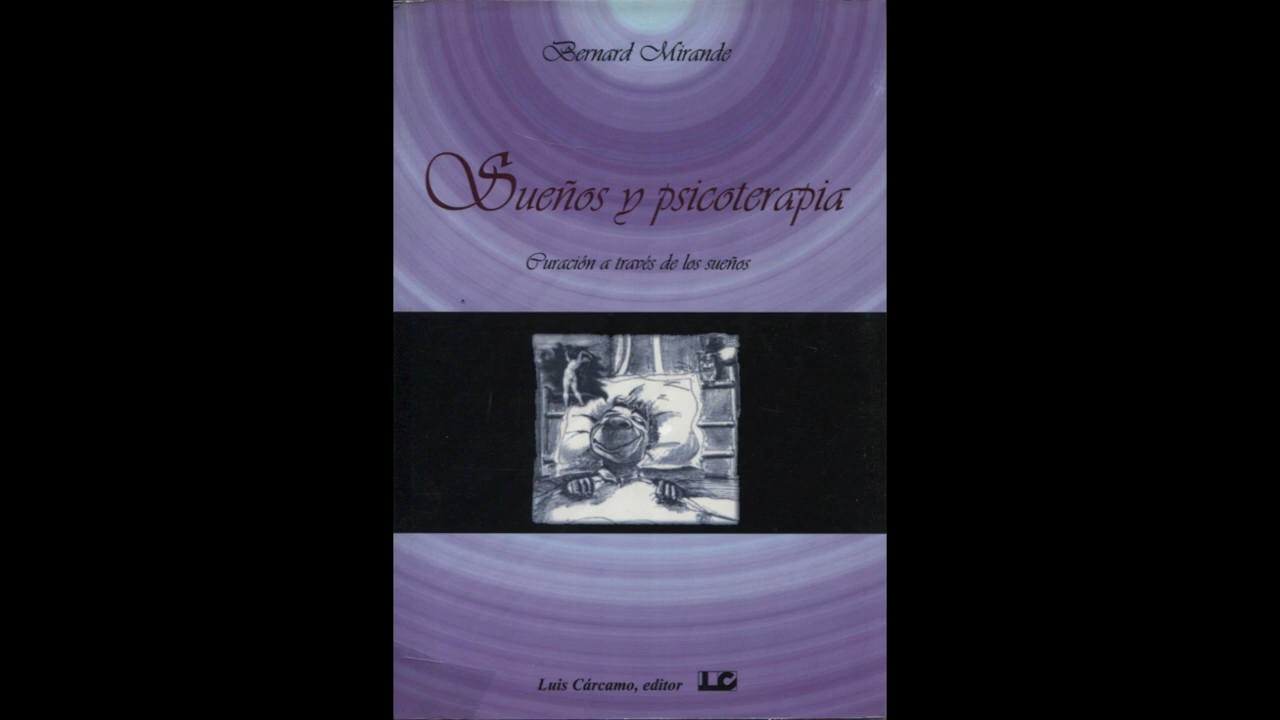 Bernard Mirande
Sueños y psicoterapia
Curación a través de los sueños
Luis Cárcamo, editor LC